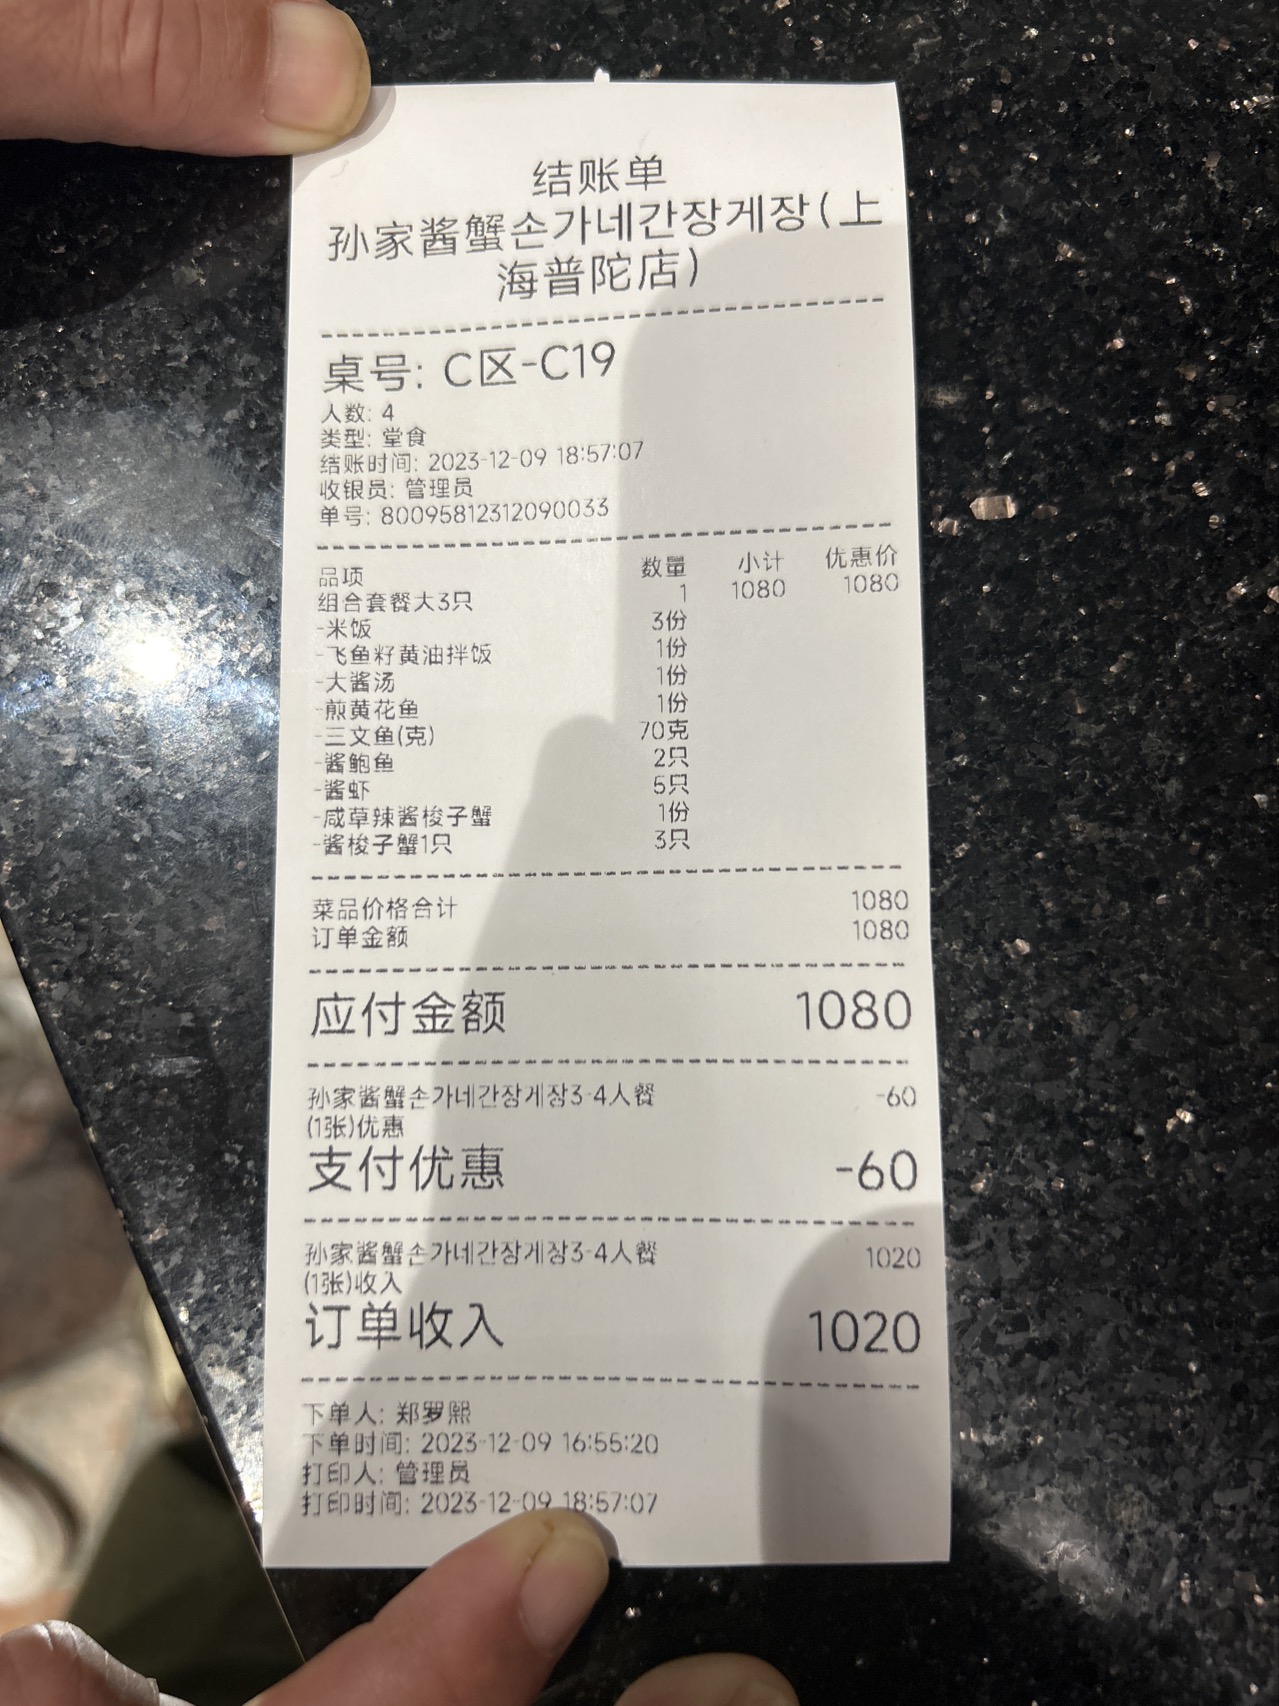 结账单
孙家酱蟹손가네간장게장(上
海普陀店)
桌号: C区-C19
人数: 4
类型: 堂食
结账时间: 2023-12-09 18:57:07
收银员: 管理员
单号: 80095812312090033
品项 数量 小计 优惠价
组合套餐大3只 1 1080 1080
-米饭 3份
-飞鱼籽黄油拌饭 1份
-大酱汤 1份
-煎黄花鱼 1份
-三文鱼(克) 70克
-酱鲍鱼 2只
-酱虾 5只
-咸草辣酱梭子蟹 1份
-酱梭子蟹1只 3只
菜品价格合计 1080
订单金额 1080
应付金额 1080
孙家酱蟹손가네간장게장3-4人餐 -60
(1张)优惠
支付优惠 -60
孙家酱蟹손가네간장게장3-4人餐 1020
(1张)收入
订单收入 1020
下单人: 郑罗熙
下单时间: 2023-12-09 16:55:20
打印人: 管理员
打印时间: 2023-12-09 18:57:07